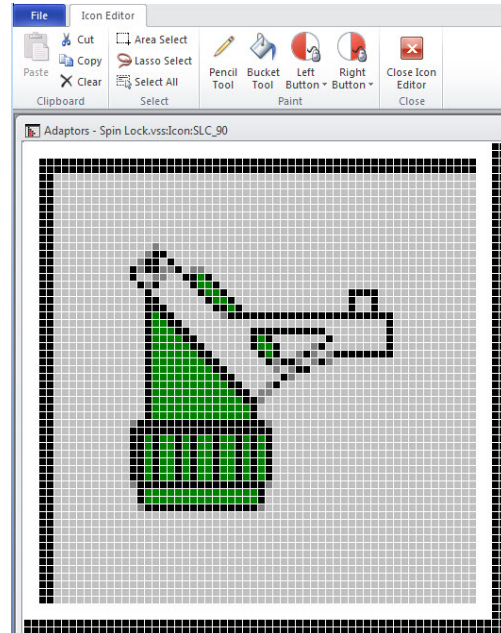 File Icon Editor
Paste
Cut
Copy
Clear
Clipboard
Area Select
Lasso Select
Select All
Select
Pencil
Tool
Bucket
Tool
Left
Button
Right
Button
Paint
Close Icon
Editor
Close
Adaptors - Spin Lock.vss:Icon:SLC_90